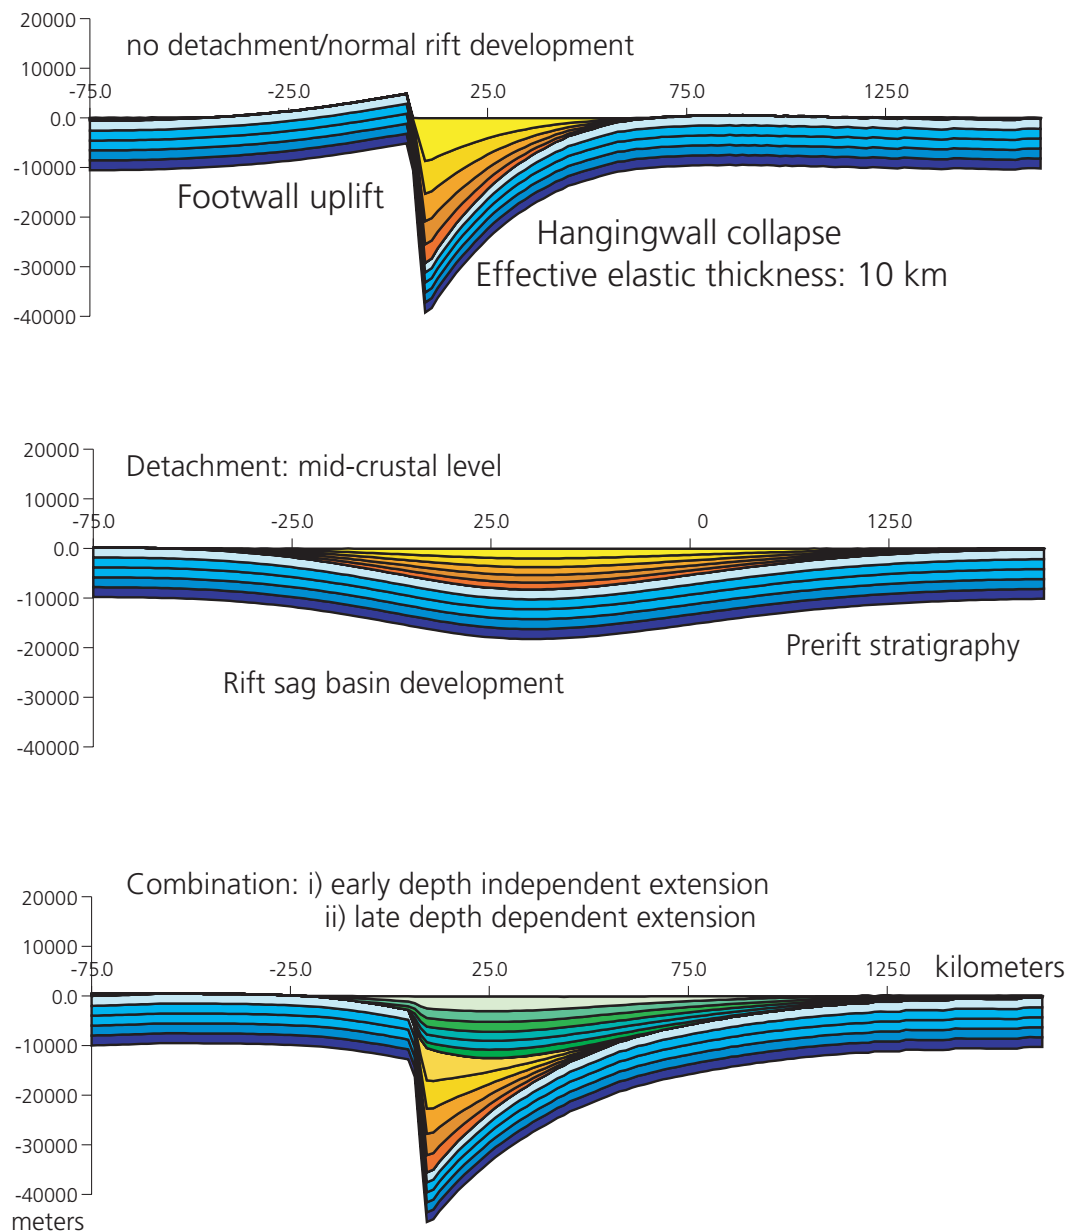 20000
no detachment/normal rift development
10000
-75.0 -25.0 25.0 75.0 125.0
0.0
-10000
Footwall uplift
-20000
Hangingwall collapse
-30000
Effective elastic thickness: 10 km
-40000
20000
Detachment: mid-crustal level
10000
-75.0 -25.0 25.0 0 125.0
0.0
-10000
-20000
Prerift stratigraphy
Rift sag basin development
-30000
-40000
Combination: i) early depth independent extension
20000
ii) late depth dependent extension
10000
-75.0 -25.0 25.0 75.0 125.0 kilometers
0.0
-10000
-20000
-30000
-40000
meters